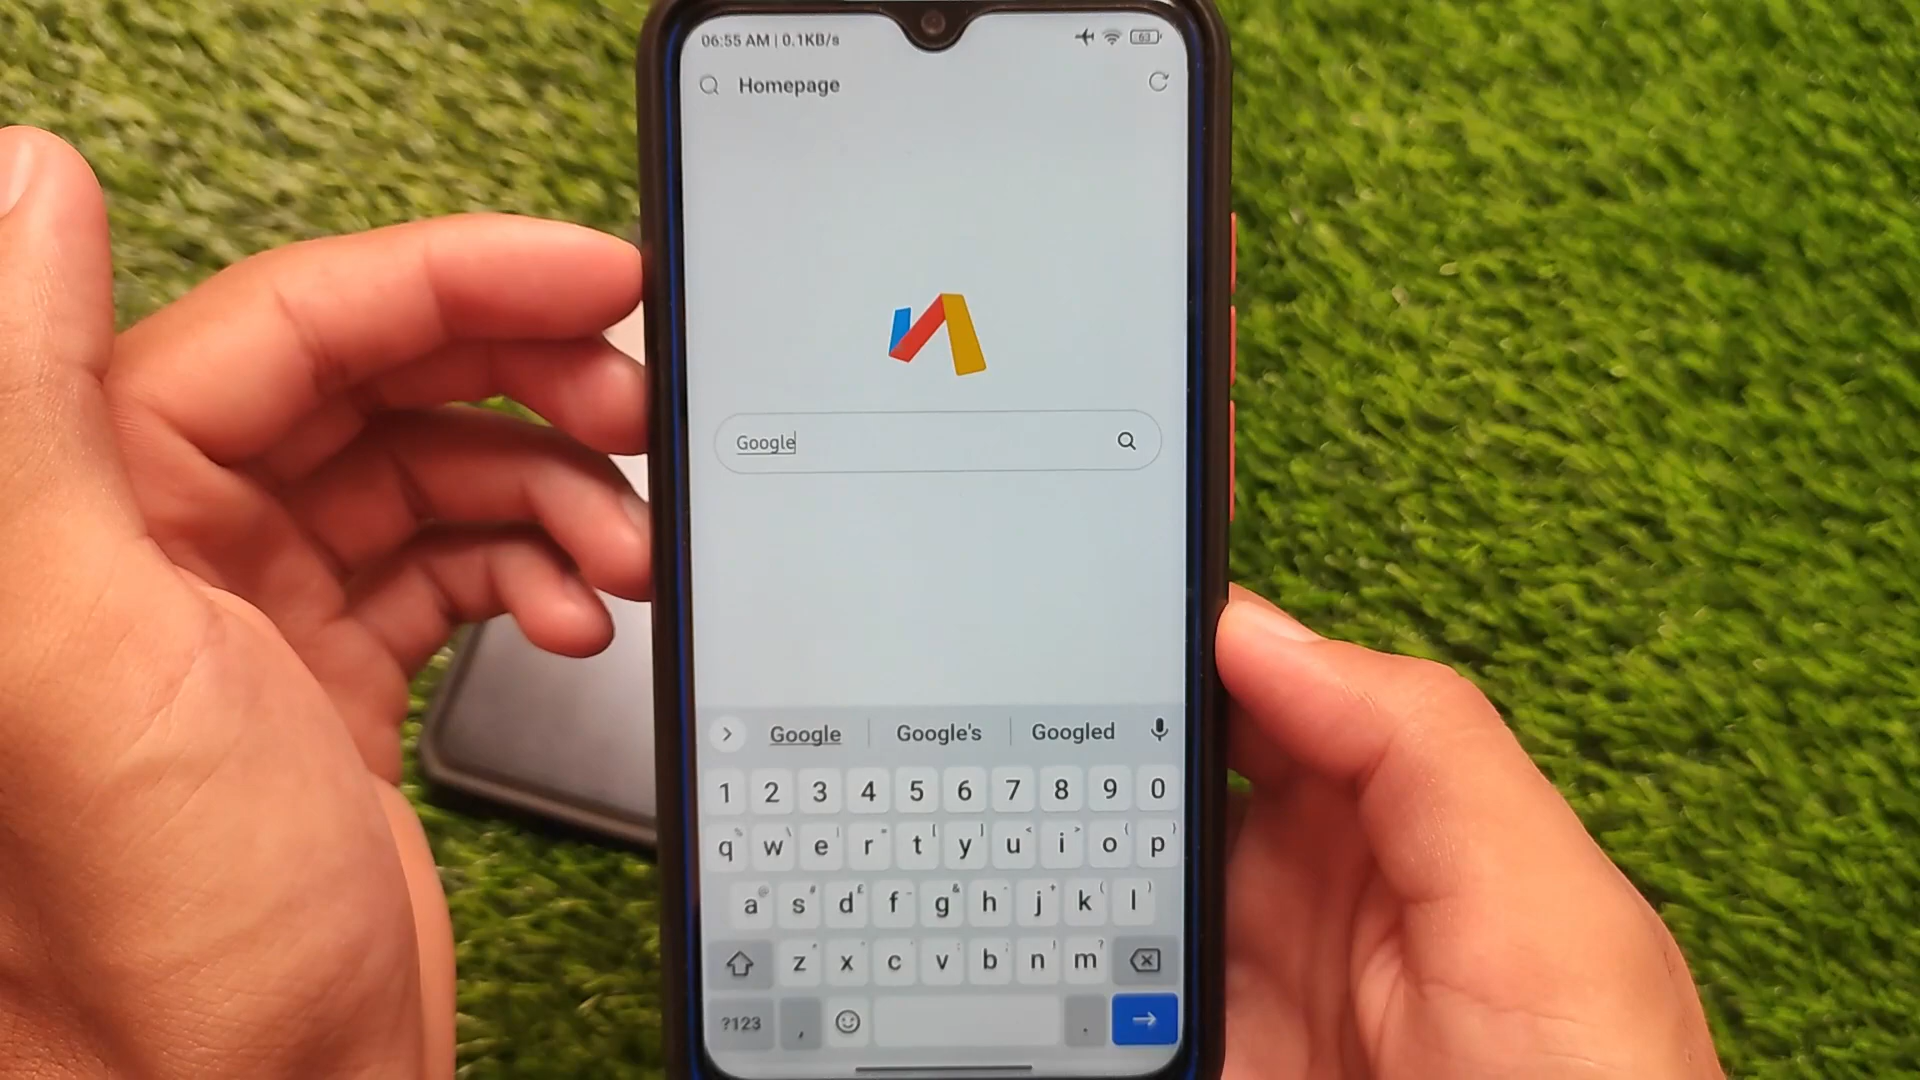 06:55 AM | 0.1KB/s 63
Homepage
Google
Google Google's Googled
1 2 3 4 5 6 7 8 9 0
q w e r t y u i o p
a s d f g h j k l
z x c v b n m
?123 , .